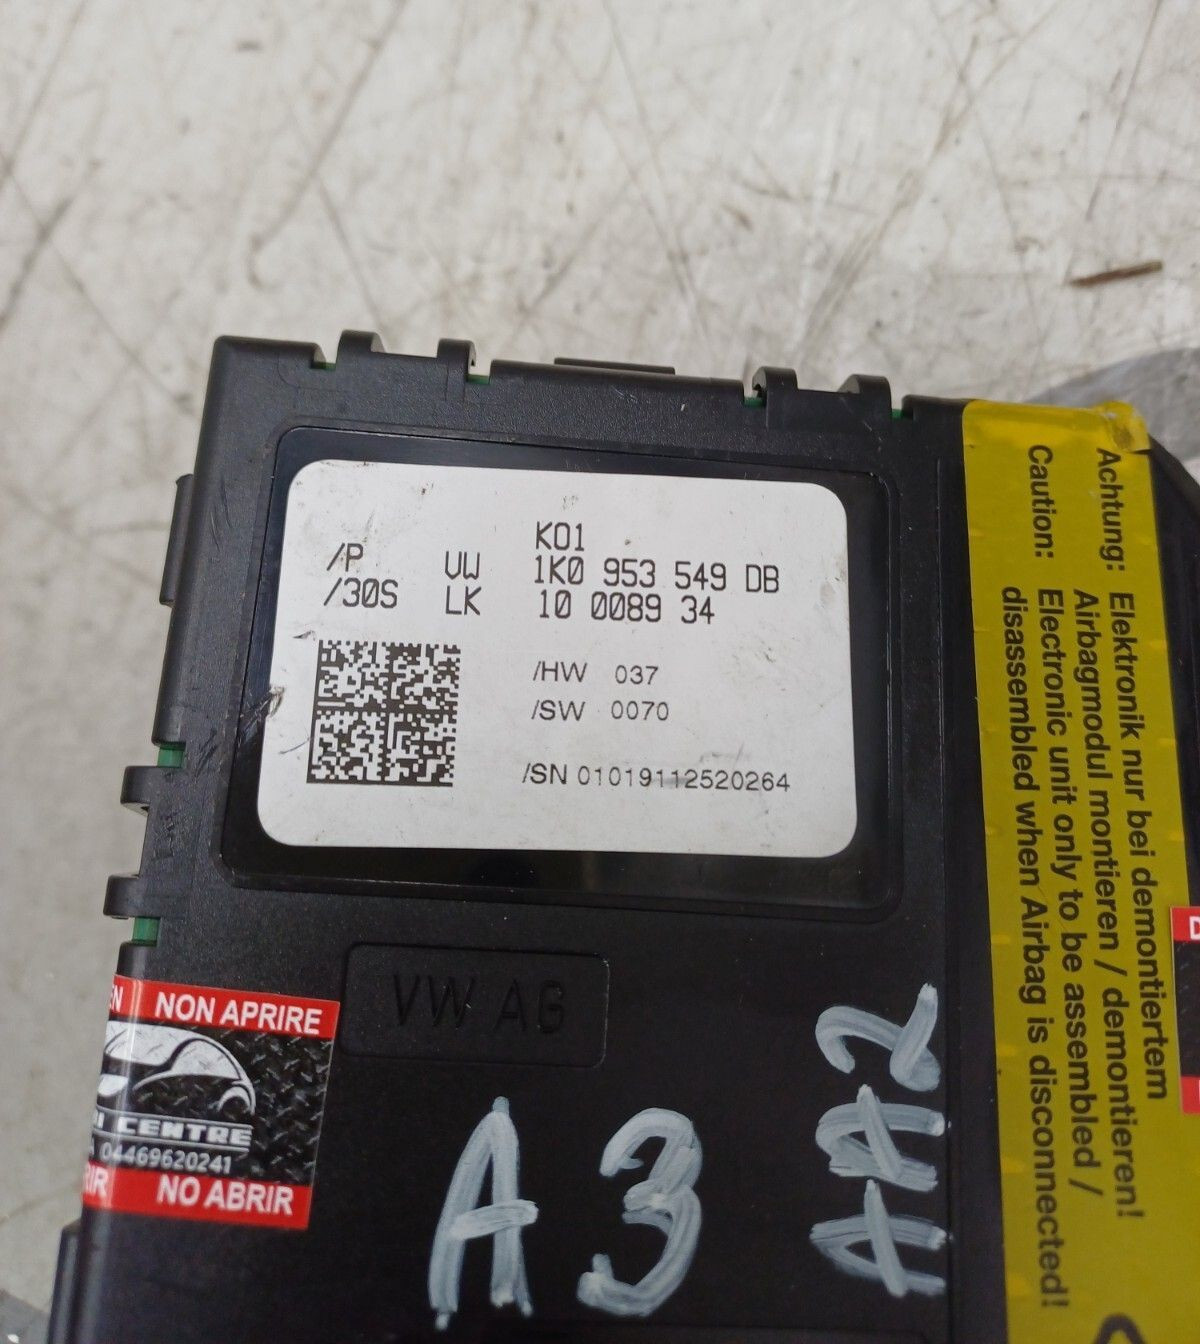 K01
/P VW 1K0 953 549 DB
/30S LK 10 0089 34
/HW 037
/SW 0070
/SN 01019112520264
Achtung: Elektronik nur bei demontiertem
Airbagmodul montieren / demontieren!
Caution: Electronic unit only to be assembled /
disassembled when Airbag is disconnected!
VW AG
NON APRIRE
CENTRE
04469620241
NO ABRIR
A3
AA2